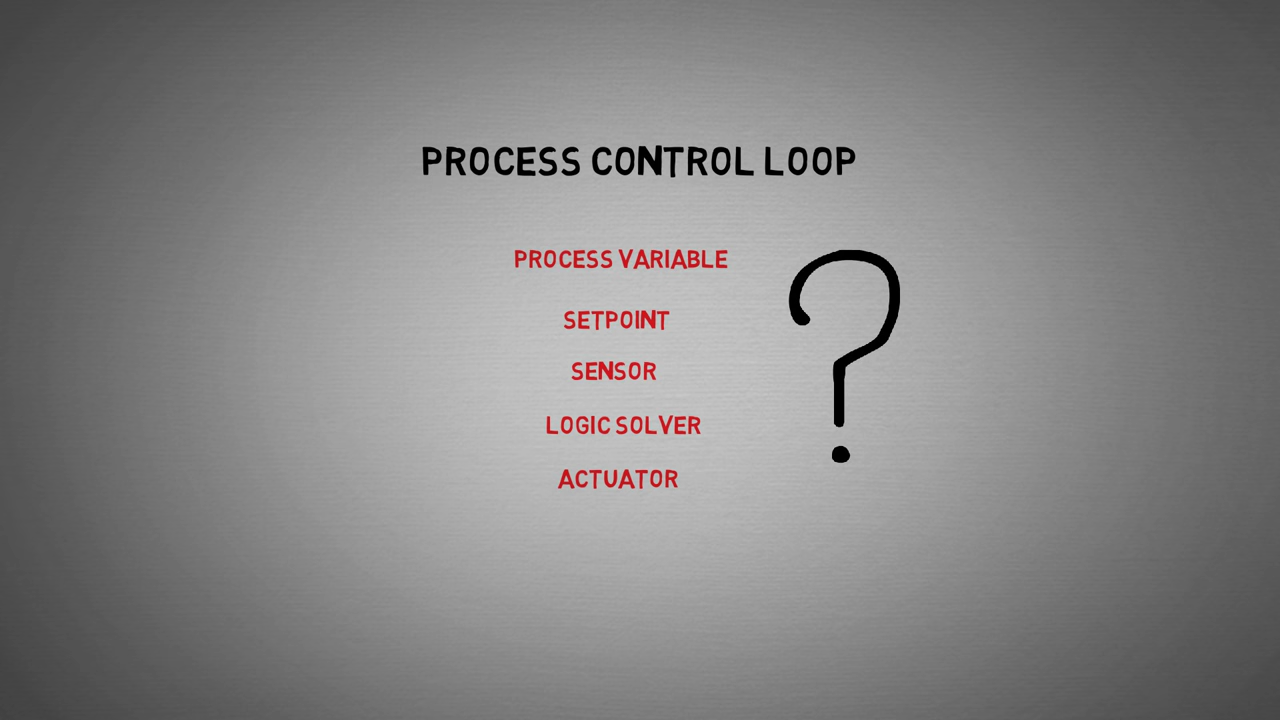 PROCESS CONTROL LOOP
PROCESS VARIABLE
SETPOINT
SENSOR
LOGIC SOLVER
ACTUATOR
?